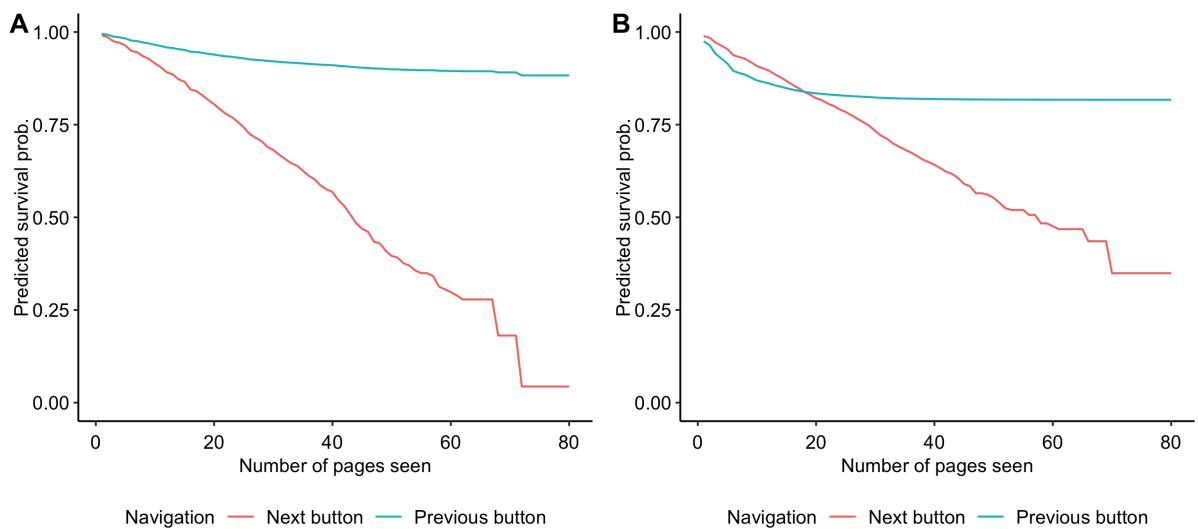 A
Predicted survival prob.
1.00
0.75
0.50
0.25
0.00
0 20 40 60 80
Number of pages seen
Navigation Next button Previous button
B
Predicted survival prob.
1.00
0.75
0.50
0.25
0.00
0 20 40 60 80
Number of pages seen
Navigation Next button Previous button